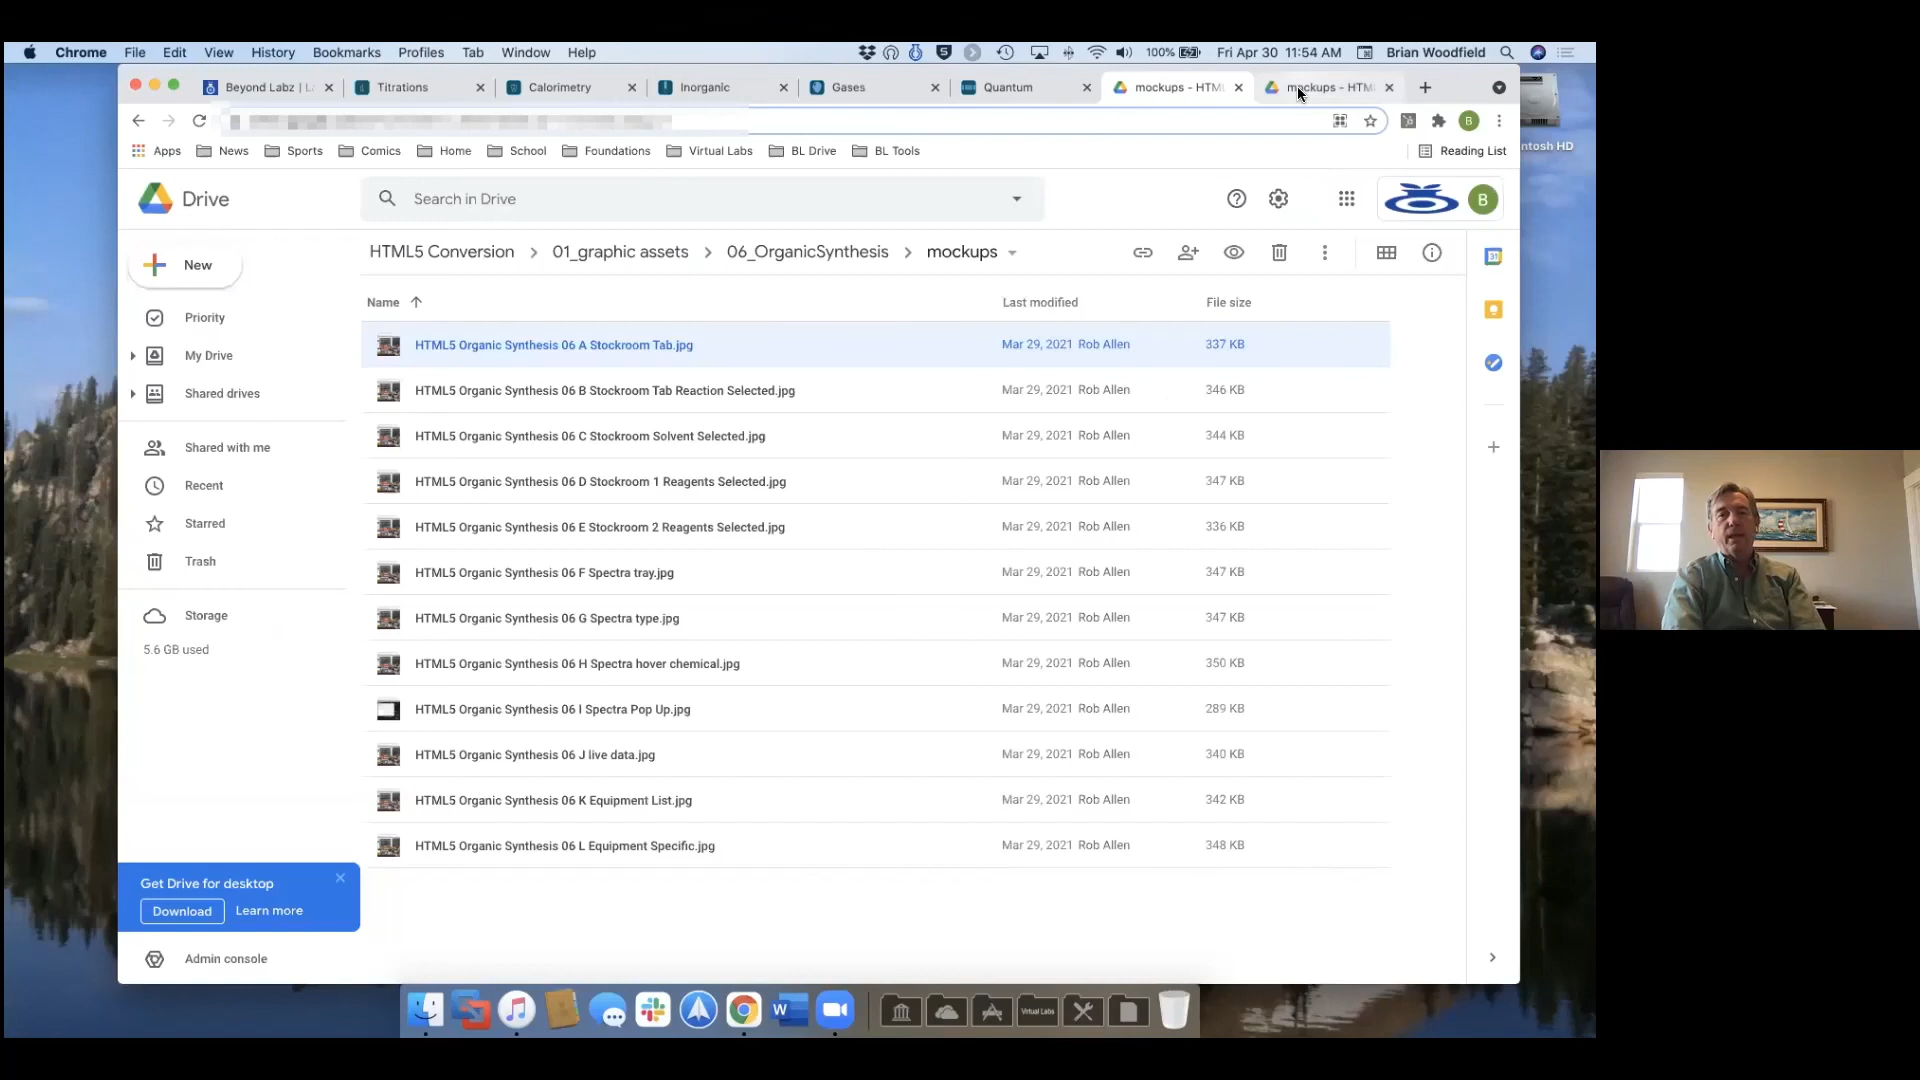 Chrome File Edit View History Bookmarks Profiles Tab Window Help 100% Fri Apr 30 11:54 AM Brian Woodfield
Beyond Labz | L Titrations Calorimetry Inorganic Gases Quantum mockups - HTML mockups - HTML
ntosh HD
B
Apps News Sports Comics Home School Foundations Virtual Labs BL Drive BL Tools Reading List
Drive Search in Drive B
New
HTML5 Conversion > 01_graphic assets > 06_OrganicSynthesis > mockups
31
Name Last modified File size
Priority
My Drive
Shared drives
Shared with me
Recent
Starred
Trash
Storage
5.6 GB used
HTML5 Organic Synthesis 06 A Stockroom Tab.jpg Mar 29, 2021 Rob Allen 337 KB
HTML5 Organic Synthesis 06 B Stockroom Tab Reaction Selected.jpg Mar 29, 2021 Rob Allen 346 KB
HTML5 Organic Synthesis 06 C Stockroom Solvent Selected.jpg Mar 29, 2021 Rob Allen 344 KB
HTML5 Organic Synthesis 06 D Stockroom 1 Reagents Selected.jpg Mar 29, 2021 Rob Allen 347 KB
HTML5 Organic Synthesis 06 E Stockroom 2 Reagents Selected.jpg Mar 29, 2021 Rob Allen 336 KB
HTML5 Organic Synthesis 06 F Spectra tray.jpg Mar 29, 2021 Rob Allen 347 KB
HTML5 Organic Synthesis 06 G Spectra type.jpg Mar 29, 2021 Rob Allen 347 KB
HTML5 Organic Synthesis 06 H Spectra hover chemical.jpg Mar 29, 2021 Rob Allen 350 KB
HTML5 Organic Synthesis 06 I Spectra Pop Up.jpg Mar 29, 2021 Rob Allen 289 KB
HTML5 Organic Synthesis 06 J live data.jpg Mar 29, 2021 Rob Allen 340 KB
HTML5 Organic Synthesis 06 K Equipment List.jpg Mar 29, 2021 Rob Allen 342 KB
HTML5 Organic Synthesis 06 L Equipment Specific.jpg Mar 29, 2021 Rob Allen 348 KB
Get Drive for desktop
Download Learn more
Admin console
W Virtual Labs